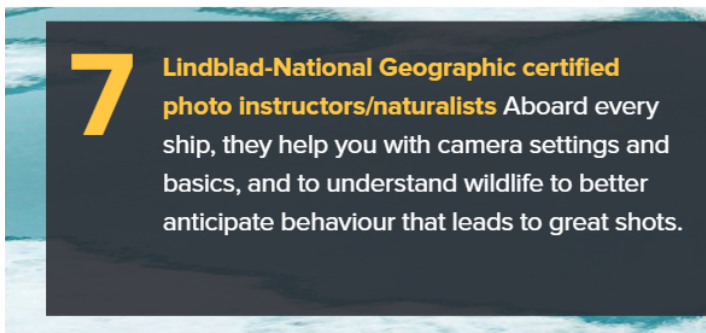 7
Lindblad-National Geographic certified
photo instructors/naturalists Aboard every
ship, they help you with camera settings and
basics, and to understand wildlife to better
anticipate behaviour that leads to great shots.